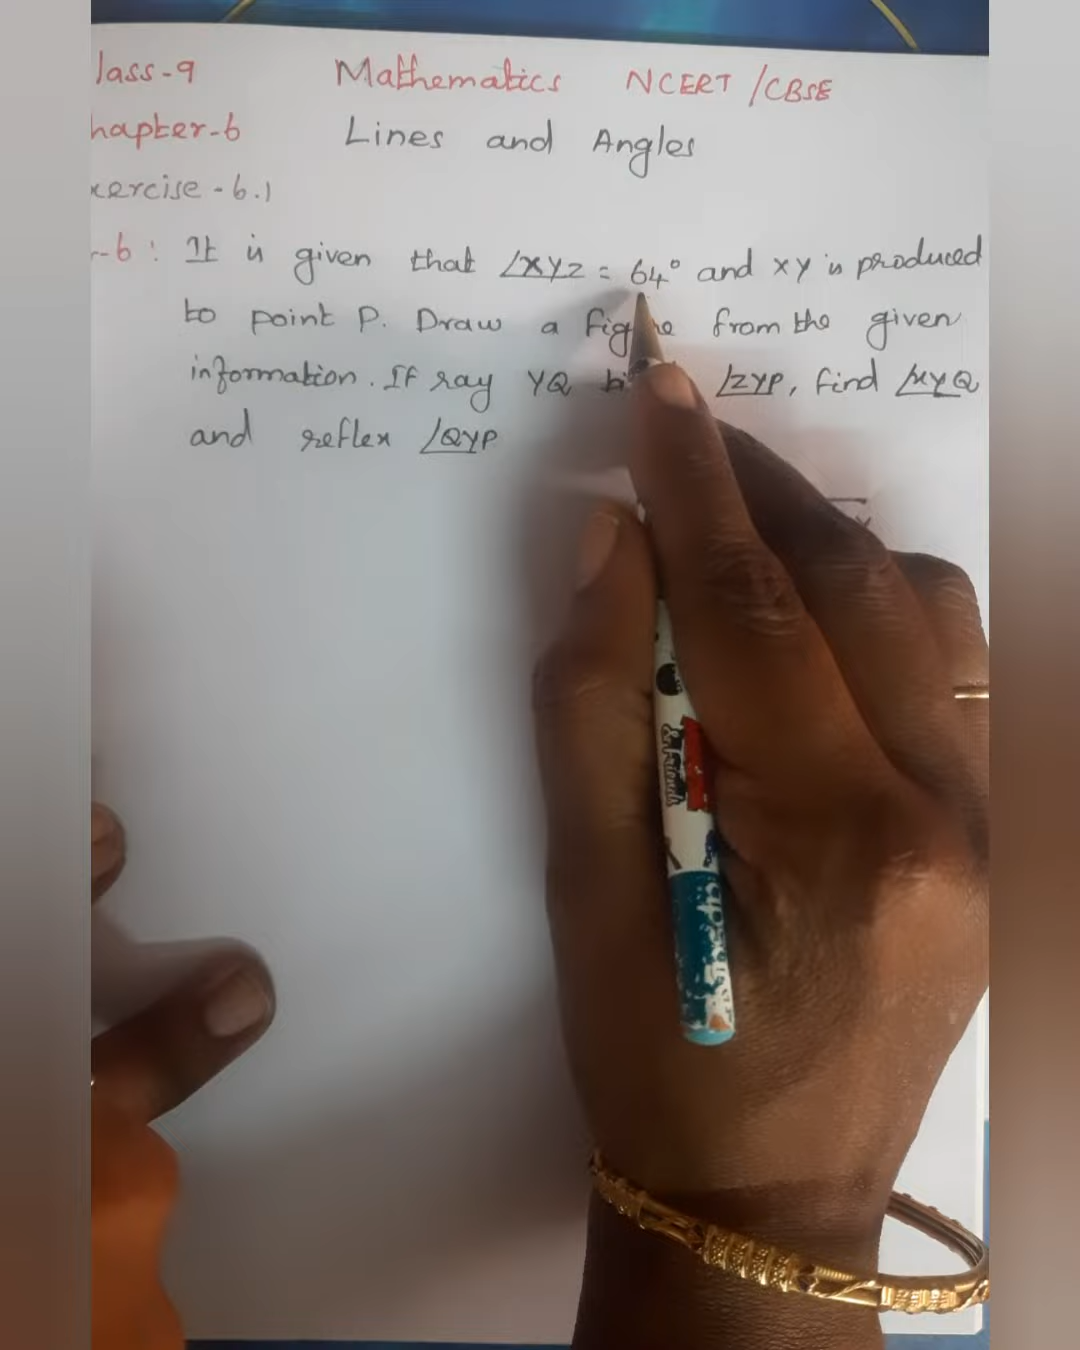 lass-9 Mathematics NCERT/CBSE
hapter-6 Lines and Angles
xercise-6.1
-6: It is given that ∠XYZ = 64° and xy is produced
to point P. Draw a from the given
information. If ray YQ ∠ZYP, find ∠XYQ
and reflex ∠QYP
& Friends